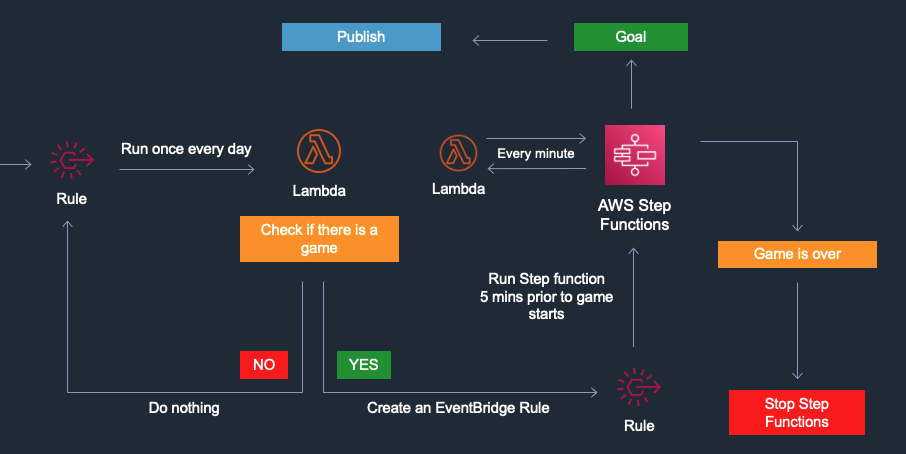 Publish
Goal
Run once every day
Rule
Lambda
Every minute
Lambda
AWS Step
Functions
Check if there is a
game
Game is over
Run Step function
5 mins prior to game
starts
NO
YES
Do nothing
Create an EventBridge Rule
Rule
Stop Step
Functions